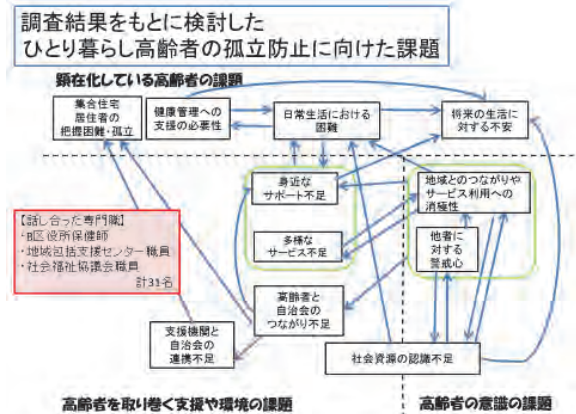 調査結果をもとに検討した
ひとり暮らし高齢者の孤立防止に向けた課題
顕在化している高齢者の課題
集合住宅
居住者の
把握困難・孤立
健康管理への
支援の必要性
日常生活における
困難
将来の生活に
対する不安
身近な
サポート不足
地域とのつながりや
サービス利用への
消極性
【話し合った専門職】
・B区役所保健師
・地域包括支援センター職員
・社会福祉協議会職員
計31名
多様な
サービス不足
他者に
対する
警戒心
高齢者と
自治会の
つながり不足
支援機関と
自治会の
連携不足
社会資源の認識不足
高齢者を取り巻く支援や環境の課題
高齢者の意識の課題